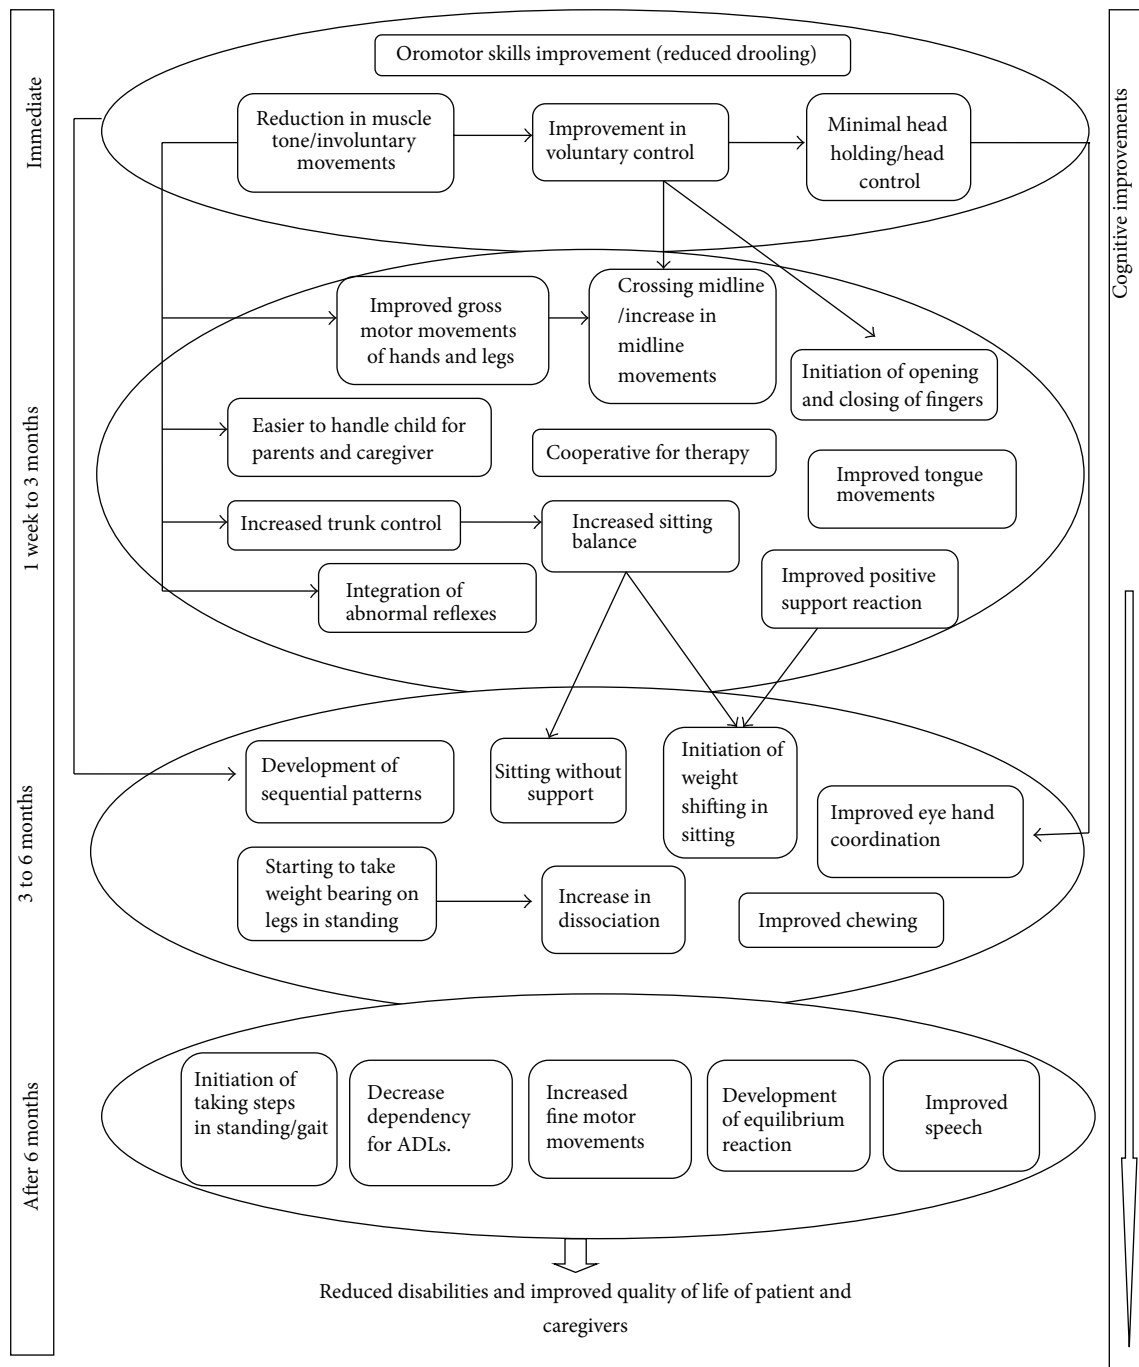 Immediate
1 week to 3 months
3 to 6 months
After 6 months
Cognitive improvements
Oromotor skills improvement (reduced drooling)
Reduction in muscle
tone/involuntary
movements
Improvement in
voluntary control
Minimal head
holding/head
control
Improved gross
motor movements
of hands and legs
Crossing midline
/increase in
midline
movements
Initiation of opening
and closing of fingers
Easier to handle child for
parents and caregiver
Cooperative for therapy
Improved tongue
movements
Increased trunk control
Increased sitting
balance
Integration of
abnormal reflexes
Improved positive
support reaction
Development of
sequential patterns
Sitting without
support
Initiation of
weight
shifting in
sitting
Improved eye hand
coordination
Starting to take
weight bearing on
legs in standing
Increase in
dissociation
Improved chewing
Initiation of
taking steps
in standing/gait
Decrease
dependency
for ADLs.
Increased
fine motor
movements
Development
of equilibrium
reaction
Improved
speech
Reduced disabilities and improved quality of life of patient and
caregivers